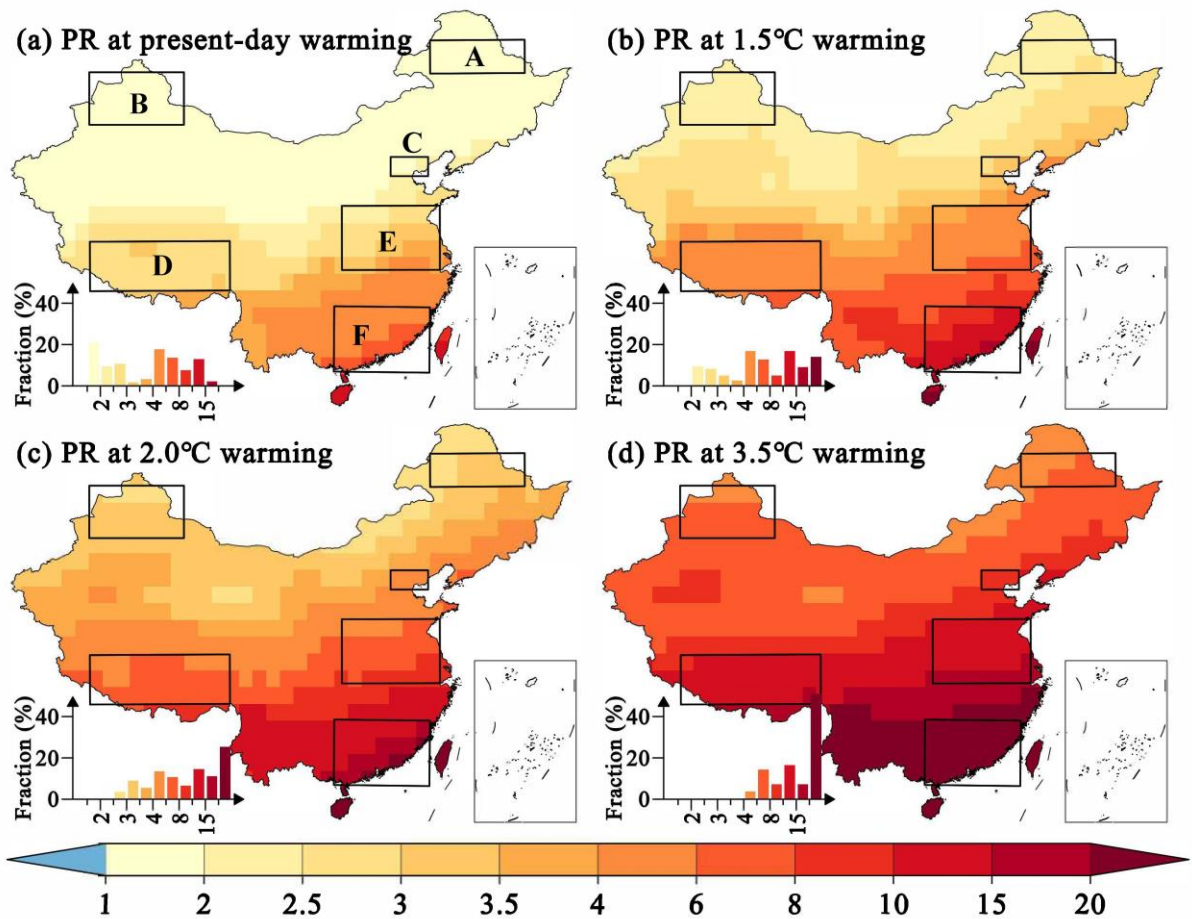 (a) PR at present-day warming
A
B
C
D
E
F
Fraction (%)
40
20
0
2 3 4 8 15
(b) PR at 1.5℃ warming
Fraction (%)
40
20
0
2 3 4 8 15
(c) PR at 2.0℃ warming
Fraction (%)
40
20
0
2 3 4 8 15
(d) PR at 3.5℃ warming
Fraction (%)
40
20
0
2 3 4 8 15
1 2 2.5 3 3.5 4 6 8 10 15 20